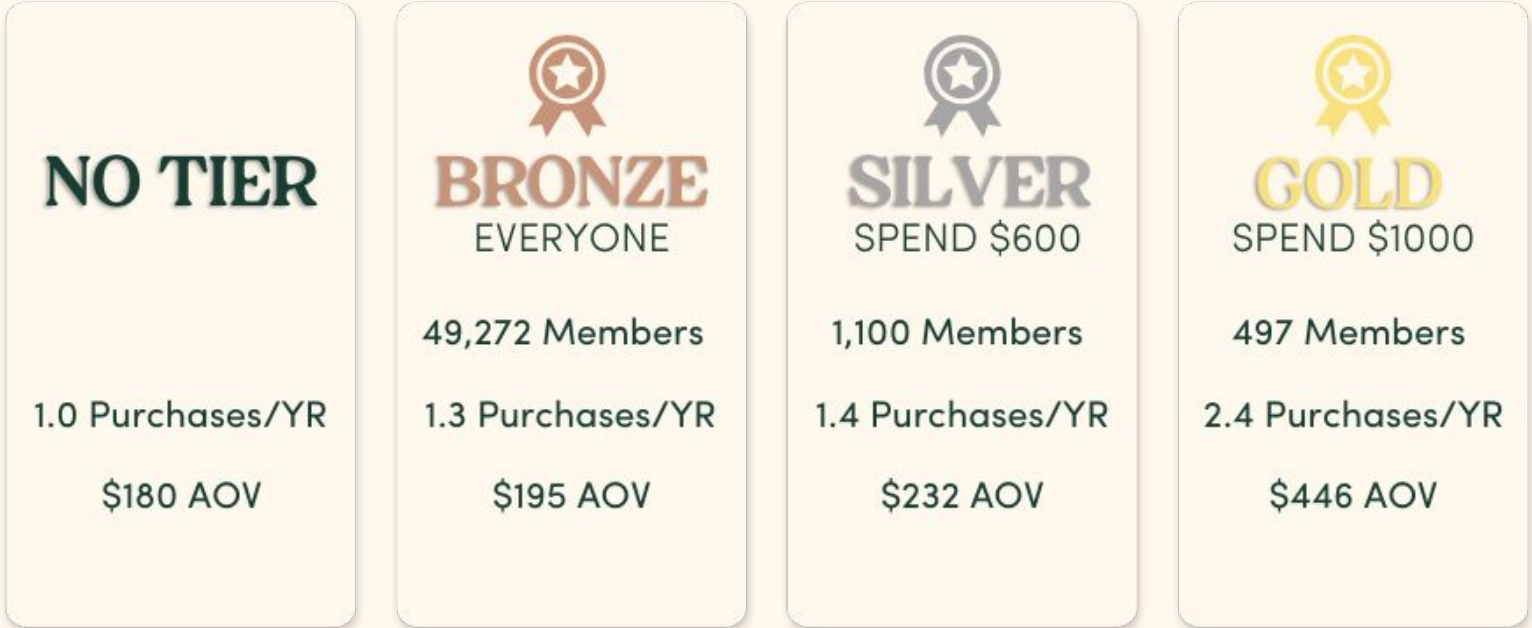 NO TIER
1.0 Purchases/YR
$180 AOV
BRONZE
EVERYONE
49,272 Members
1.3 Purchases/YR
$195 AOV
SILVER
SPEND $600
1,100 Members
1.4 Purchases/YR
$232 AOV
GOLD
SPEND $1000
497 Members
2.4 Purchases/YR
$446 AOV